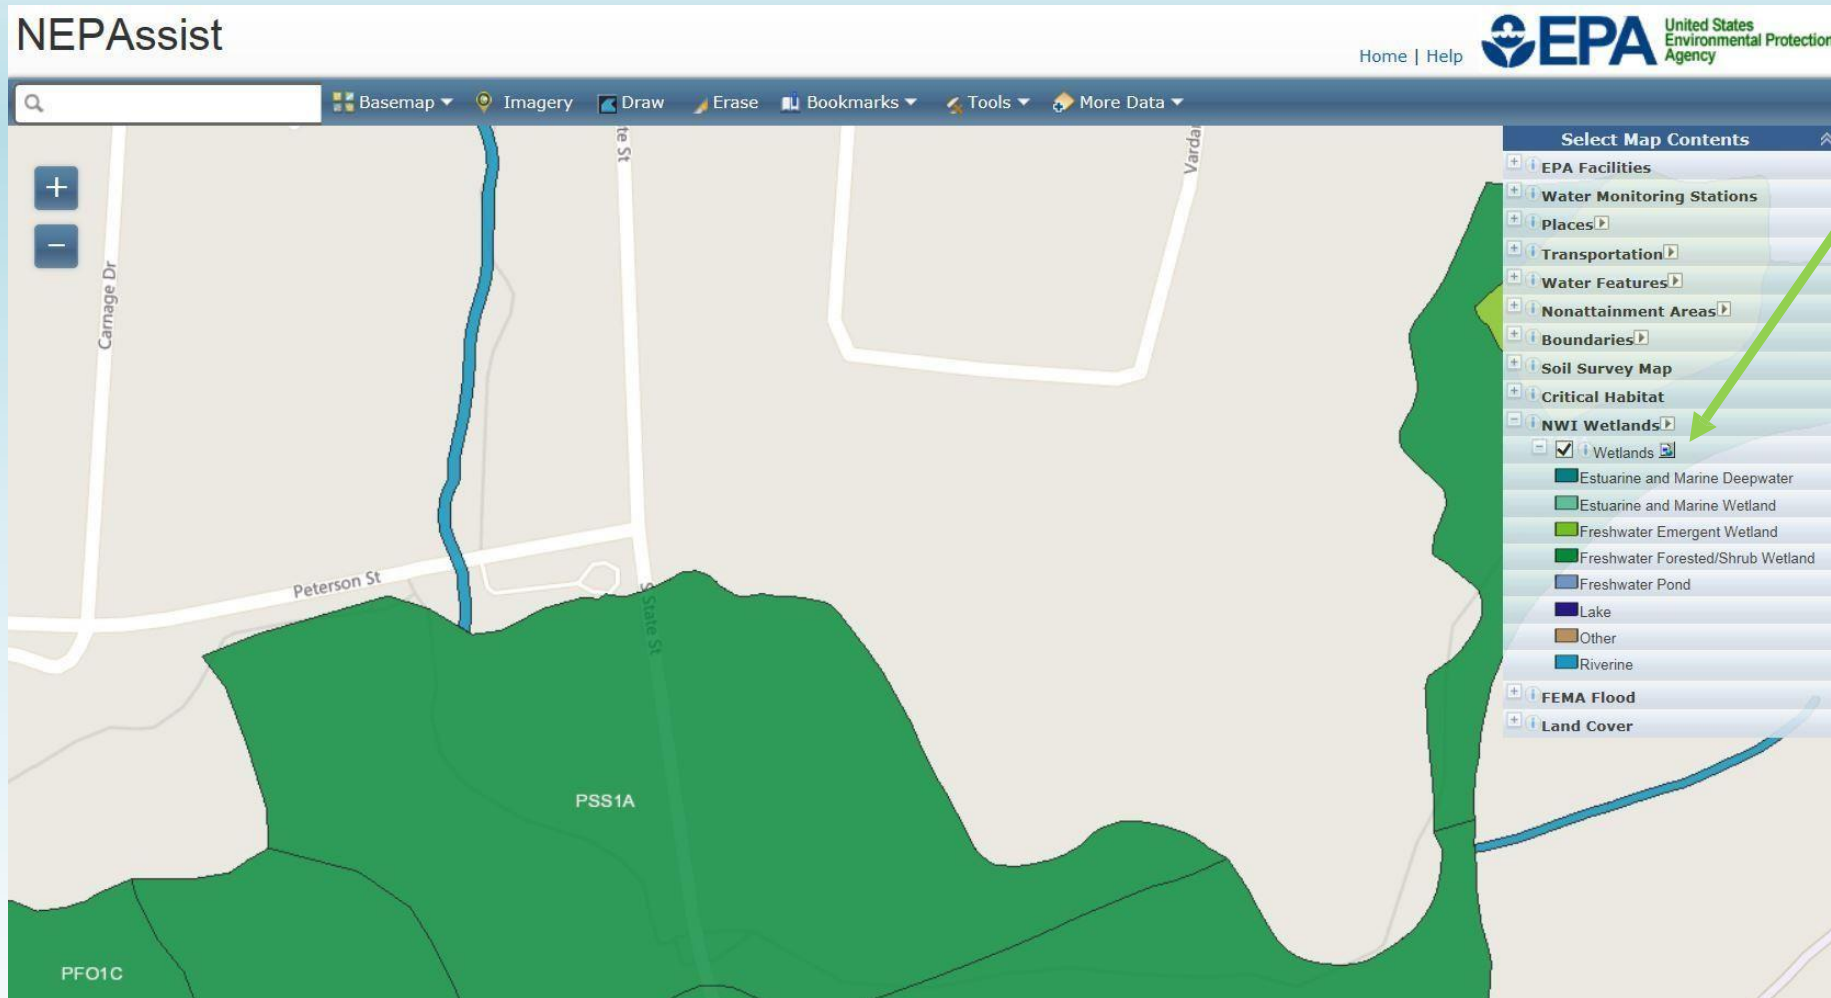 NEPAssist
Home | Help
EPA
United States
Environmental Protection
Agency
Basemap
Imagery
Draw
Erase
Bookmarks
Tools
More Data
te St
Varda
Carnage Dr
Peterson St
S State St
PSS1A
PFO1C
Select Map Contents
EPA Facilities
Water Monitoring Stations
Places
Transportation
Water Features
Nonattainment Areas
Boundaries
Soil Survey Map
Critical Habitat
NWI Wetlands
Wetlands
Estuarine and Marine Deepwater
Estuarine and Marine Wetland
Freshwater Emergent Wetland
Freshwater Forested/Shrub Wetland
Freshwater Pond
Lake
Other
Riverine
FEMA Flood
Land Cover